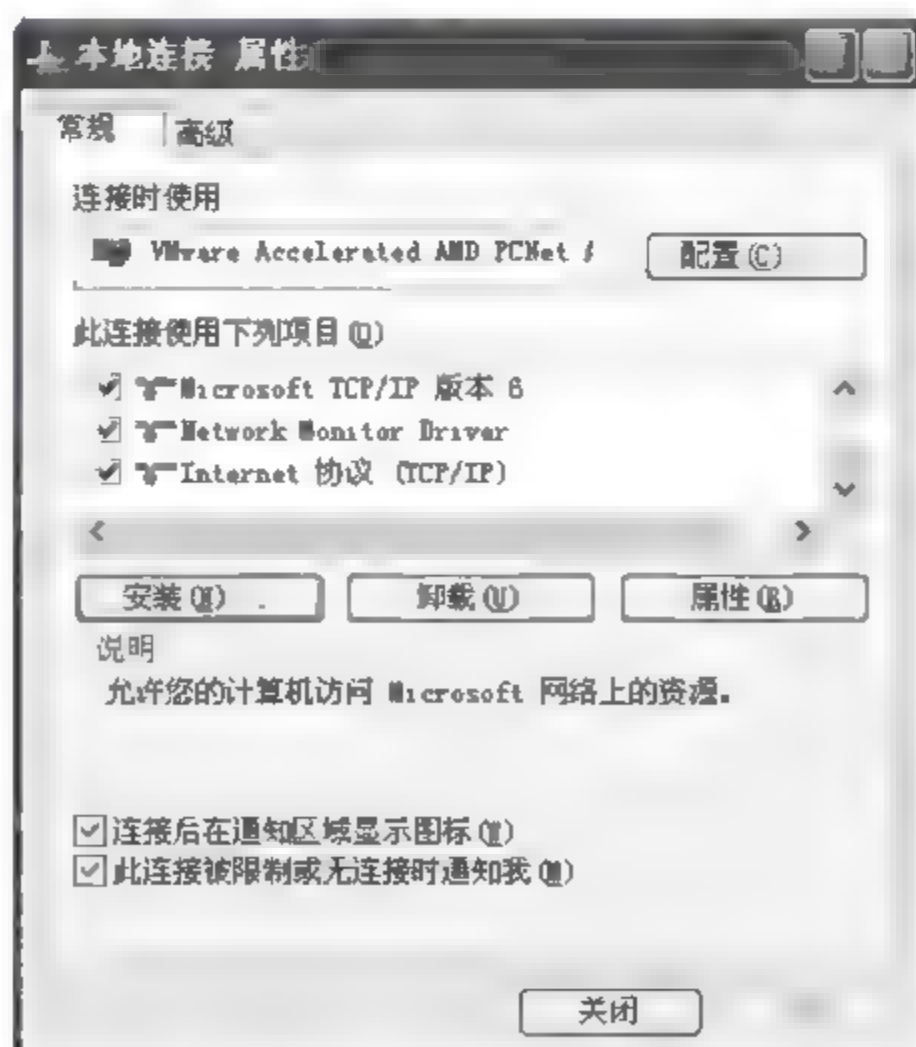 本地连接 属性
常规 高级
连接时使用
VMware Accelerated AMD PCNet A 配置(C)
此连接使用下列项目(O)
Microsoft TCP/IP 版本 6
Network Monitor Driver
Internet 协议 (TCP/IP)
安装(N) 卸载(U) 属性(R)
说明
允许您的计算机访问 Microsoft 网络上的资源。
连接后在通知区域显示图标(W)
此连接被限制或无连接时通知我(M)
关闭